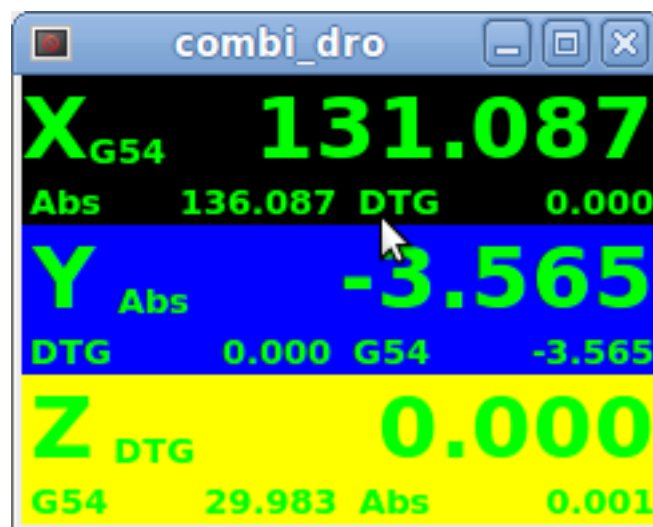 combi_dro
X G54 131.087
Abs 136.087 DTG 0.000
Y Abs -3.565
DTG 0.000 G54 -3.565
Z DTG 0.000
G54 29.983 Abs 0.001